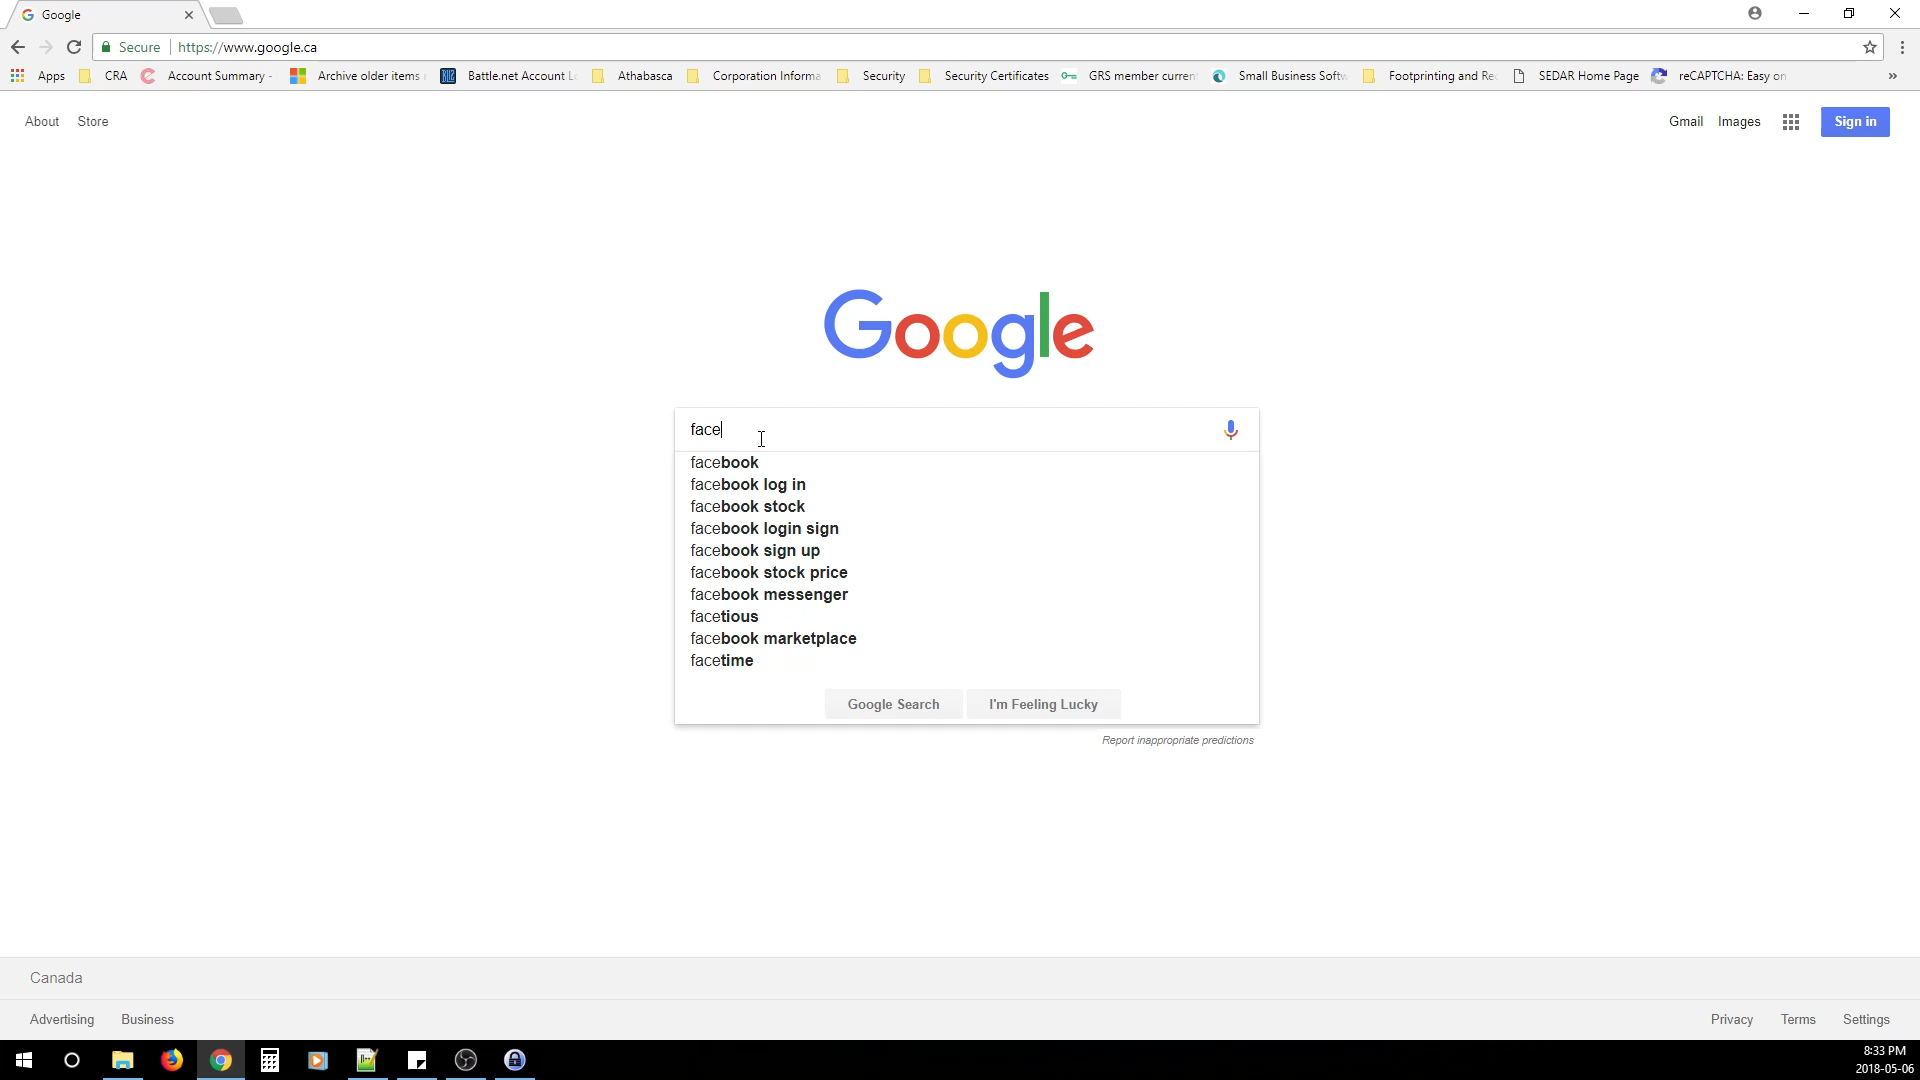 Google
Secure https://www.google.ca
Apps CRA Account Summary - Archive older items Battle.net Account L Athabasca Corporation Informa Security Security Certificates GRS member curren Small Business Soft Footprinting and Re SEDAR Home Page reCAPTCHA: Easy on »
About Store Gmail Images Sign in
Google
face
facebook
facebook log in
facebook stock
facebook login sign
facebook sign up
facebook stock price
facebook messenger
facetious
facebook marketplace
facetime
Google Search I'm Feeling Lucky
Report inappropriate predictions
Canada
Advertising Business Privacy Terms Settings
8:33 PM
2018-05-06